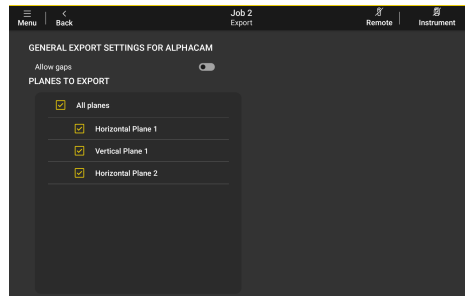 Menu
Back
Job 2
Export
Remote
Instrument
GENERAL EXPORT SETTINGS FOR ALPHACAM
Allow gaps
PLANES TO EXPORT
All planes
Horizontal Plane 1
Vertical Plane 1
Horizontal Plane 2